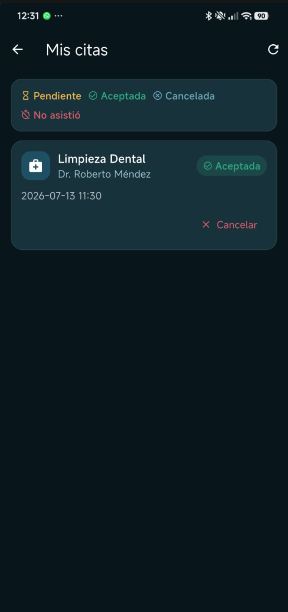 12:31 ...
90
Mis citas
Pendiente Aceptada Cancelada
No asistió
Limpieza Dental
Dr. Roberto Méndez
Aceptada
2026-07-13 11:30
Cancelar